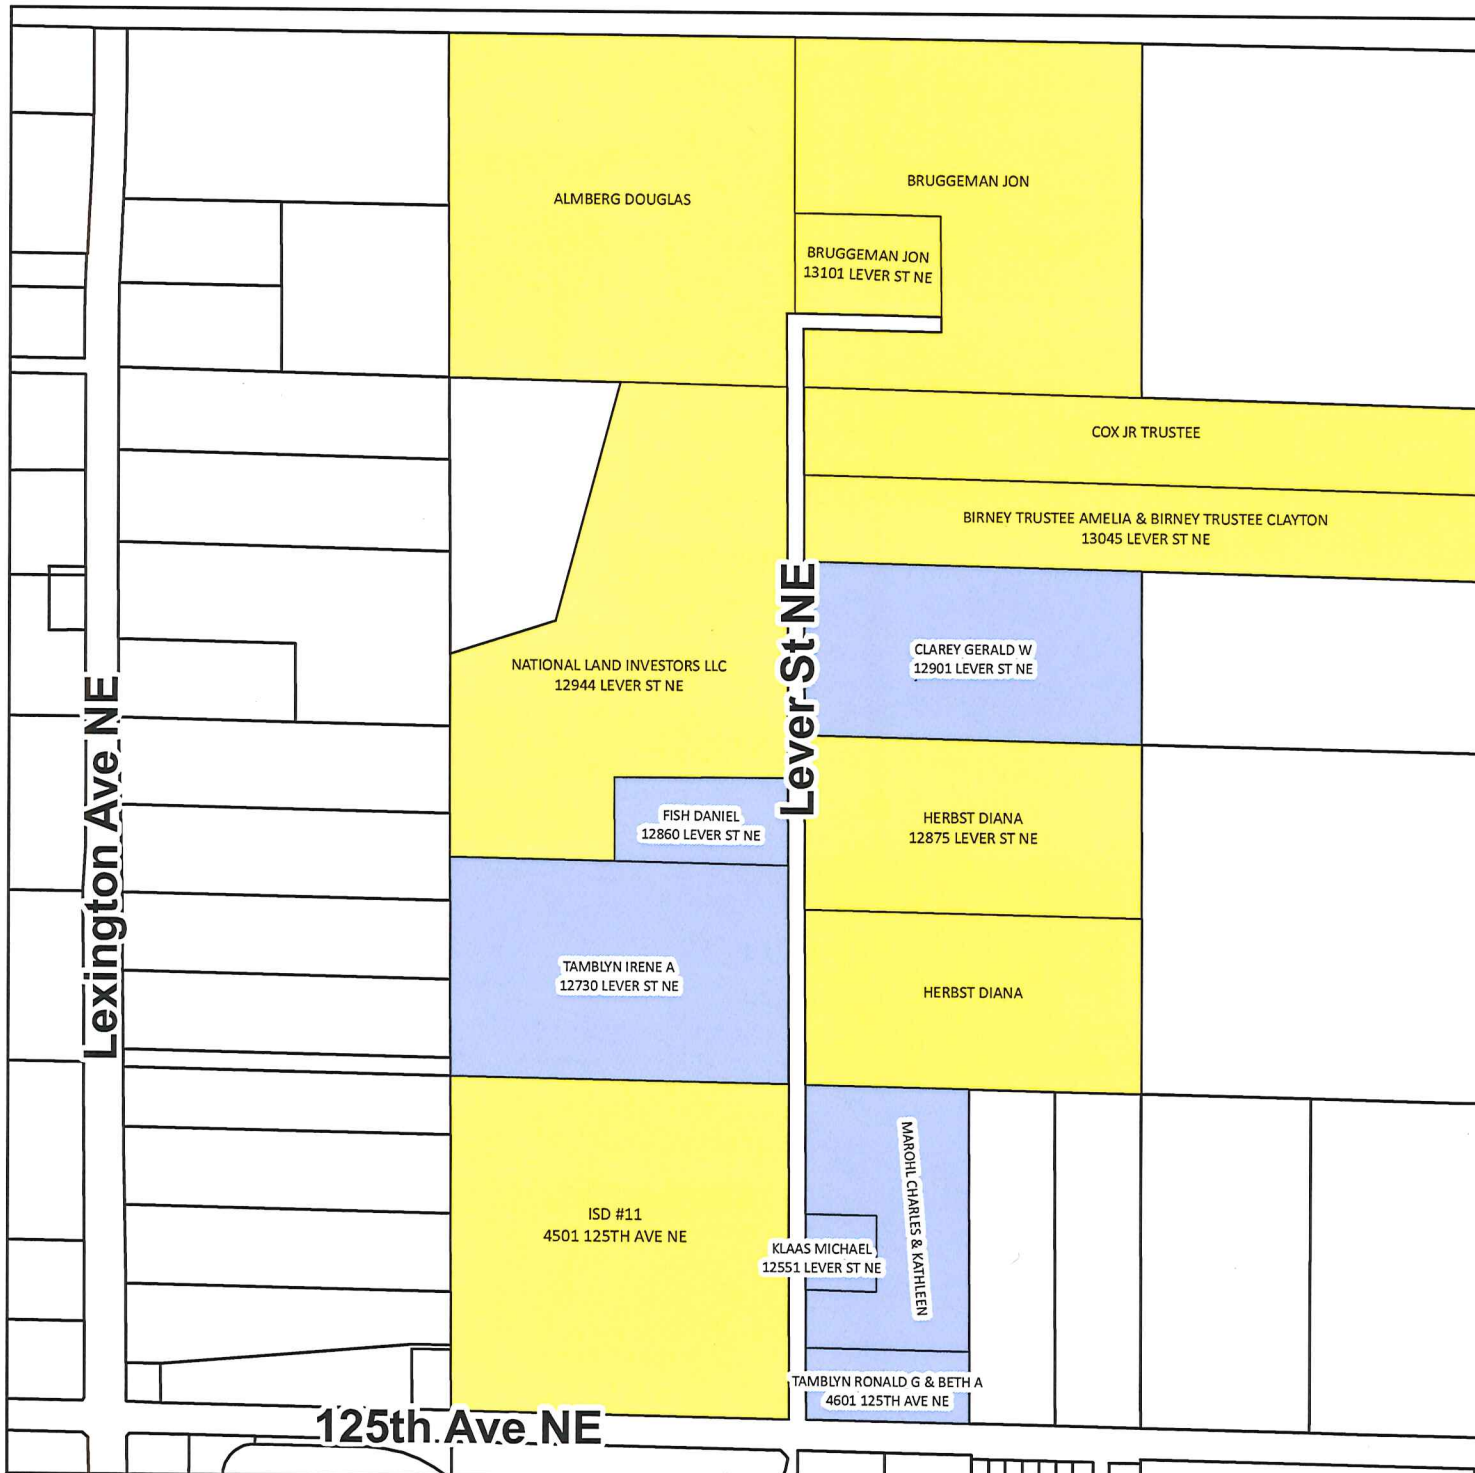 ALMBERG DOUGLAS
BRUGGEMAN JON
BRUGGEMAN JON
13101 LEVER ST NE
COX JR TRUSTEE
BIRNEY TRUSTEE AMELIA & BIRNEY TRUSTEE CLAYTON
13045 LEVER ST NE
Lever St NE
CLAREY GERALD W
12901 LEVER ST NE
NATIONAL LAND INVESTORS LLC
12944 LEVER ST NE
Lexington Ave NE
FISH DANIEL
12860 LEVER ST NE
HERBST DIANA
12875 LEVER ST NE
TAMBLYN IRENE A
12730 LEVER ST NE
HERBST DIANA
MAROHL CHARLES & KATHLEEN
ISD #11
4501 125TH AVE NE
KLAAS MICHAEL
12551 LEVER ST NE
TAMBLYN RONALD G & BETH A
4601 125TH AVE NE
125th Ave NE